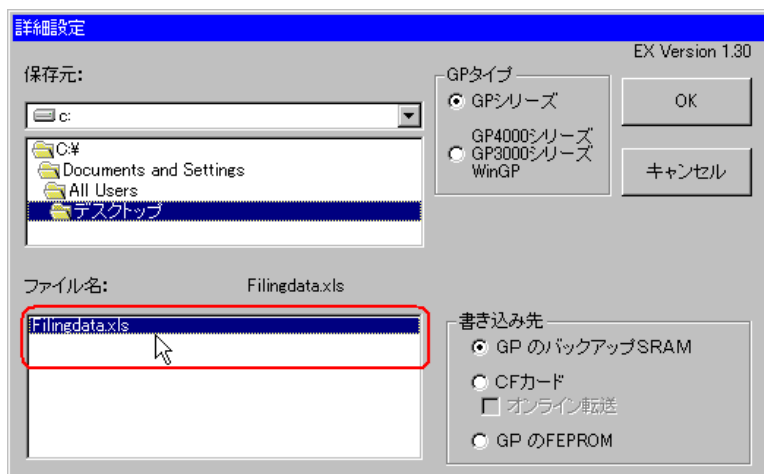 詳細設定
EX Version 1.30
保存元:
c:
C:¥
Documents and Settings
All Users
デスクトップ
GPタイプ
GPシリーズ
GP4000シリーズ
GP3000シリーズ
WinGP
OK
キャンセル
ファイル名:
Filingdata.xls
Filingdata.xls
書き込み先
GP のバックアップSRAM
CFカード
オンライン転送
GP のFEPROM